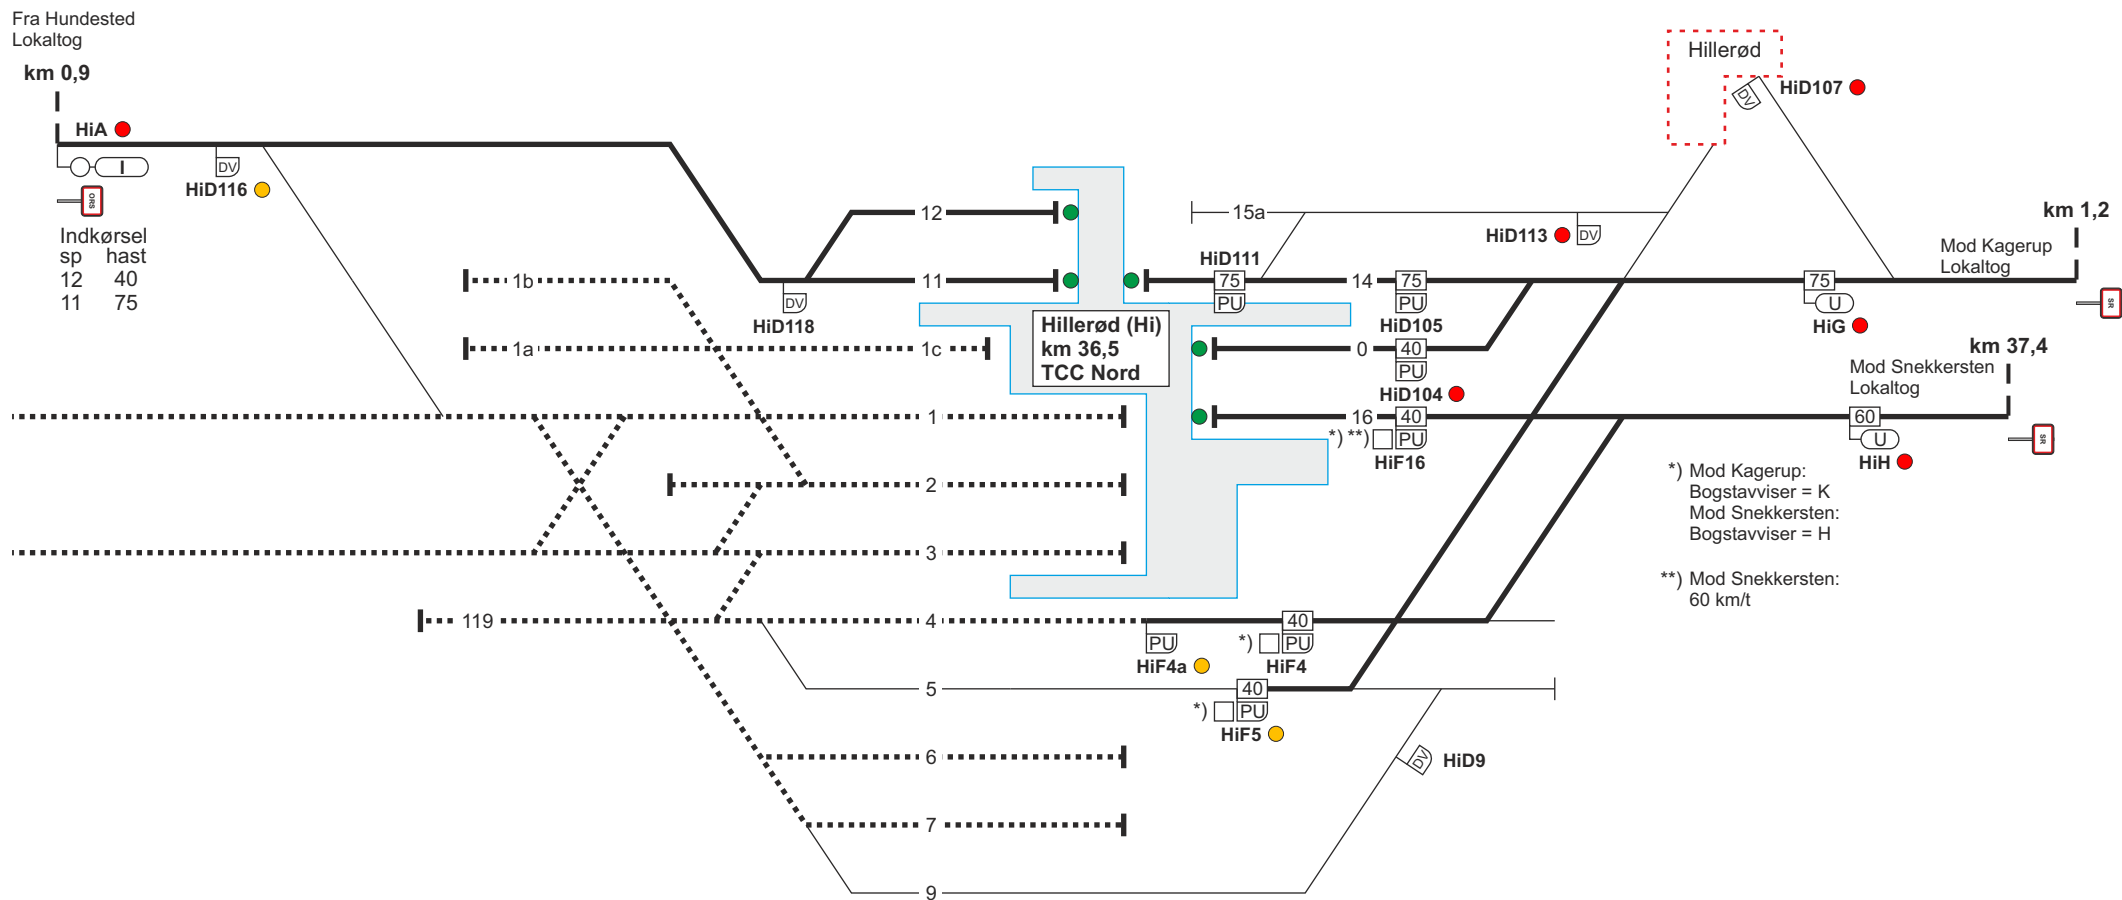 Fra Hundested
Lokaltog
km 0,9
HiA
I
DV
HiD116
ORS
Indkørsel
sp hast
12 40
11 75
12
11
DV
HiD118
1b
1a
1c
1
2
3
119
4
5
6
7
9
Hillerød (Hi)
km 36,5
TCC Nord
15a
HiD113
DV
HiD111
75
PU
14
75
PU
HiD105
0
40
PU
HiD104
16
40
*) **)
PU
HiF16
PU
HiF4a
40
*)
PU
HiF4
40
*)
PU
HiF5
DV
HiD9
Hillerød
DV
HiD107
km 1,2
Mod Kagerup
Lokaltog
75
U
HiG
SR
km 37,4
Mod Snekkersten
Lokaltog
60
U
HiH
SR
*) Mod Kagerup:
Bogstavviser = K
Mod Snekkersten:
Bogstavviser = H
**) Mod Snekkersten:
60 km/t